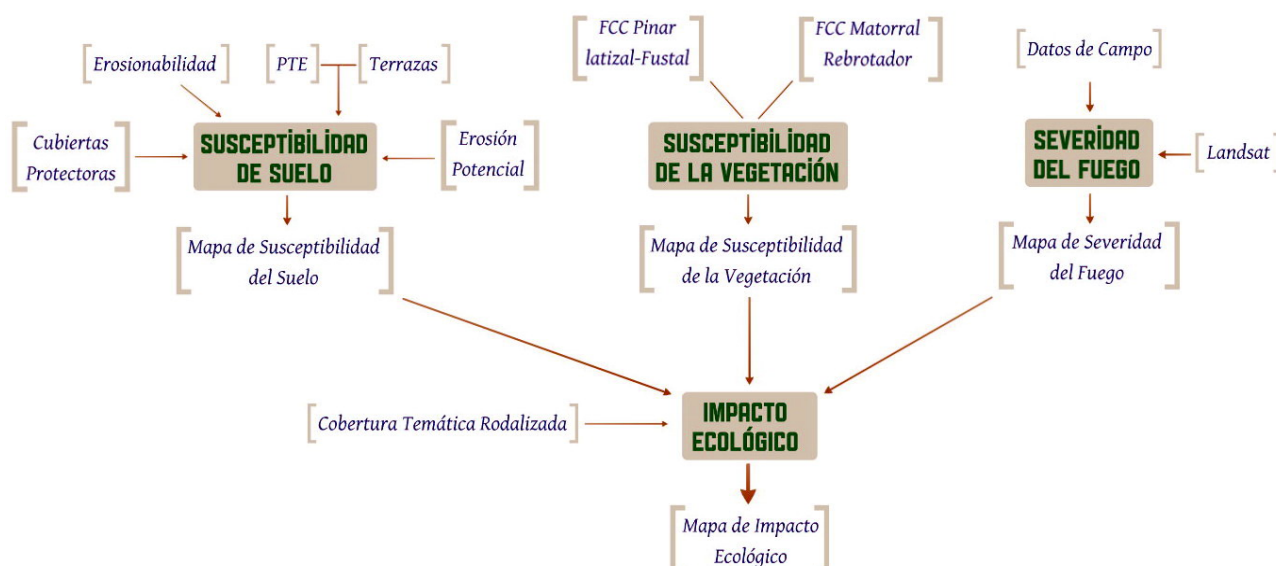 FCC Pinar
latizal-Fustal
FCC Matorral
Rebrotador
Erosionabilidad
PTE
Terrazas
Datos de Campo
Cubiertas
Protectoras
SUSCEPTIBILIDAD
DE SUELO
Erosión
Potencial
SUSCEPTIBILIDAD
DE LA VEGETACIÓN
SEVERIDAD
DEL FUEGO
Landsat
Mapa de Susceptibilidad
del Suelo
Mapa de Susceptibilidad
de la Vegetación
Mapa de Severidad
del Fuego
Cobertura Temática Rodalizada
IMPACTO
ECOLÓGICO
Mapa de Impacto
Ecológico